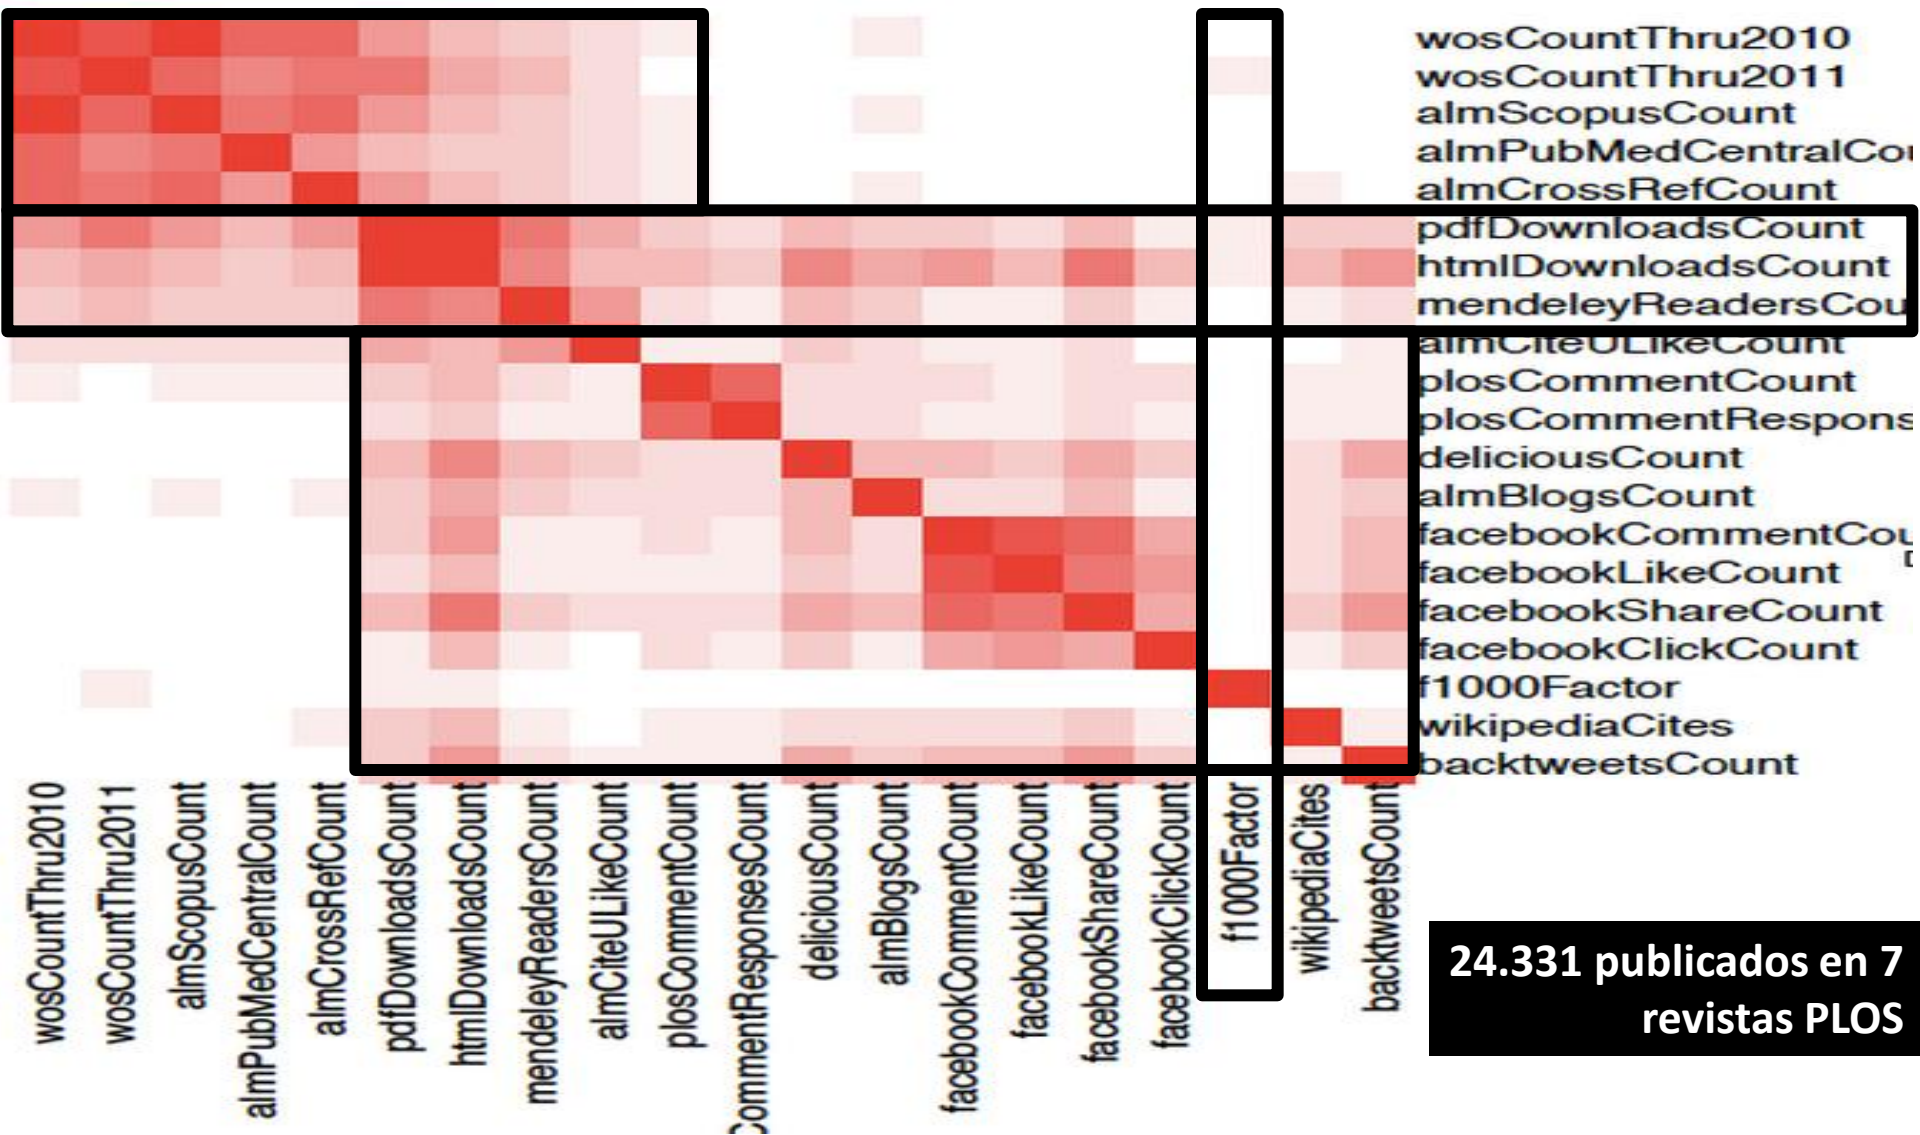 wosCountThru2010
wosCountThru2011
almScopusCount
almPubMedCentralCou
almCrossRefCount
pdfDownloadsCount
htmlDownloadsCount
mendeleyReadersCou
almCiteULikeCount
plosCommentCount
plosCommentRespons
deliciousCount
almBlogsCount
facebookCommentCou
facebookLikeCount
facebookShareCount
facebookClickCount
f1000Factor
wikipediaCites
backtweetsCount
wosCountThru2010
wosCountThru2011
almScopusCount
almPubMedCentralCount
almCrossRefCount
pdfDownloadsCount
htmlDownloadsCount
mendeleyReadersCount
almCiteULikeCount
plosCommentCount
CommentResponsesCount
deliciousCount
almBlogsCount
facebookCommentCount
facebookLikeCount
facebookShareCount
facebookClickCount
f1000Factor
wikipediaCites
backtweetsCount
24.331 publicados en 7
revistas PLOS